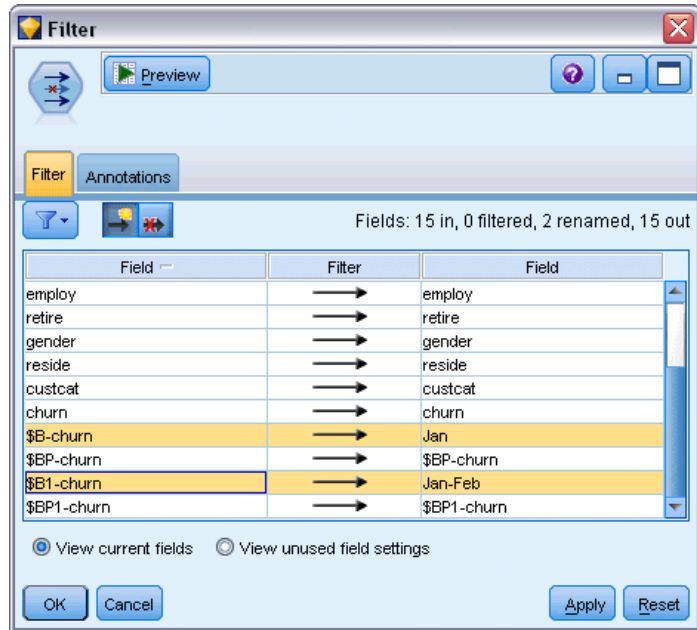 Filter
Preview
Filter Annotations
Fields: 15 in, 0 filtered, 2 renamed, 15 out
Field Filter Field
employ employ
retire retire
gender gender
reside reside
custcat custcat
churn churn
$B-churn Jan
$BP-churn $BP-churn
$B1-churn Jan-Feb
$BP1-churn $BP1-churn
View current fields View unused field settings
OK Cancel Apply Reset